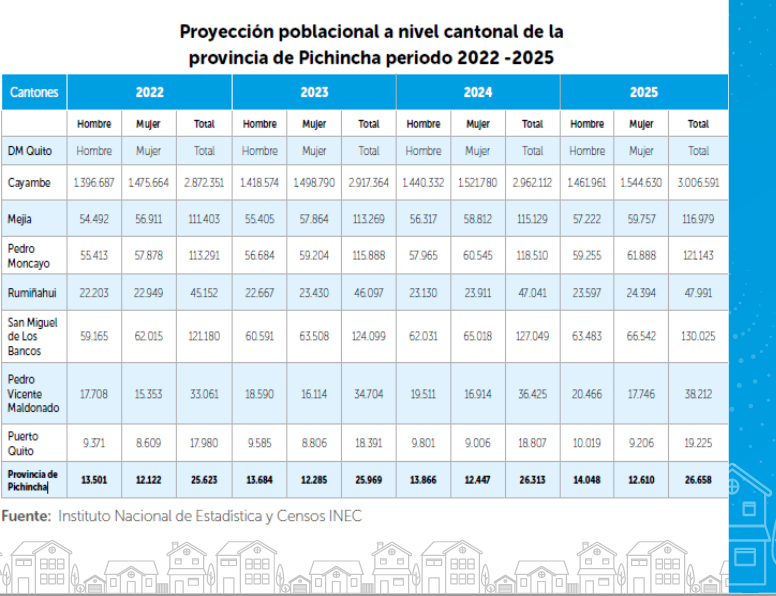 Proyección poblacional a nivel cantonal de la
provincia de Pichincha periodo 2022 -2025
Cantones 2022 2023 2024 2025
Hombre Mujer Total Hombre Mujer Total Hombre Mujer Total Hombre Mujer Total
DM Quito Hombre Mujer Total Hombre Mujer Total Hombre Mujer Total Hombre Mujer Total
Cayambe 1.396.687 1.475.664 2.872.351 1.418.574 1.498.790 2.917.364 1.440.332 1.521.780 2.962.112 1.461.961 1.544.630 3.006.591
Mejia 54.492 56.911 111.403 55.405 57.864 113.269 56.317 58.812 115.129 57.222 59.757 116.979
Pedro
Moncayo 55.413 57.878 113.291 56.684 59.204 115.888 57.965 60.545 118.510 59.255 61.888 121.143
Rumiñahui 22.203 22.949 45.152 22.667 23.430 46.097 23.130 23.911 47.041 23.597 24.394 47.991
San Miguel
de Los
Bancos 59.165 62.015 121.180 60.591 63.508 124.099 62.031 65.018 127.049 63.483 66.542 130.025
Pedro
Vicente
Maldonado 17.708 15.353 33.061 18.590 16.114 34.704 19.511 16.914 36.425 20.466 17.746 38.212
Puerto
Quito 9.371 8.609 17.980 9.585 8.806 18.391 9.801 9.006 18.807 10.019 9.206 19.225
Provincia de
Pichincha 13.501 12.122 25.623 13.684 12.285 25.969 13.866 12.447 26.313 14.048 12.610 26.658
Fuente: Instituto Nacional de Estadística y Censos INEC